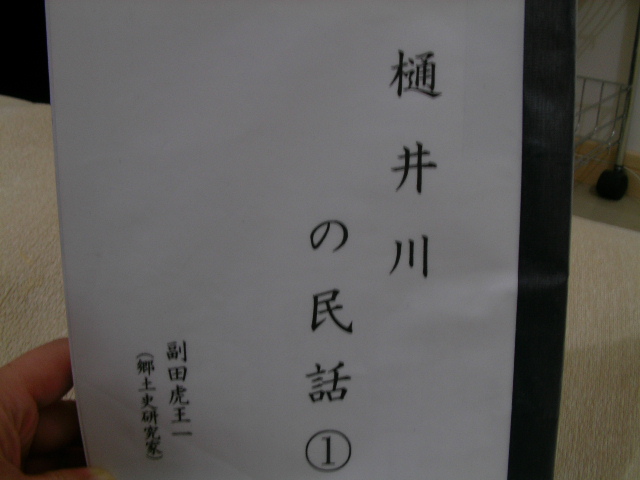 樋井川
の民話①
副田虎王一
(郷土史研究家)